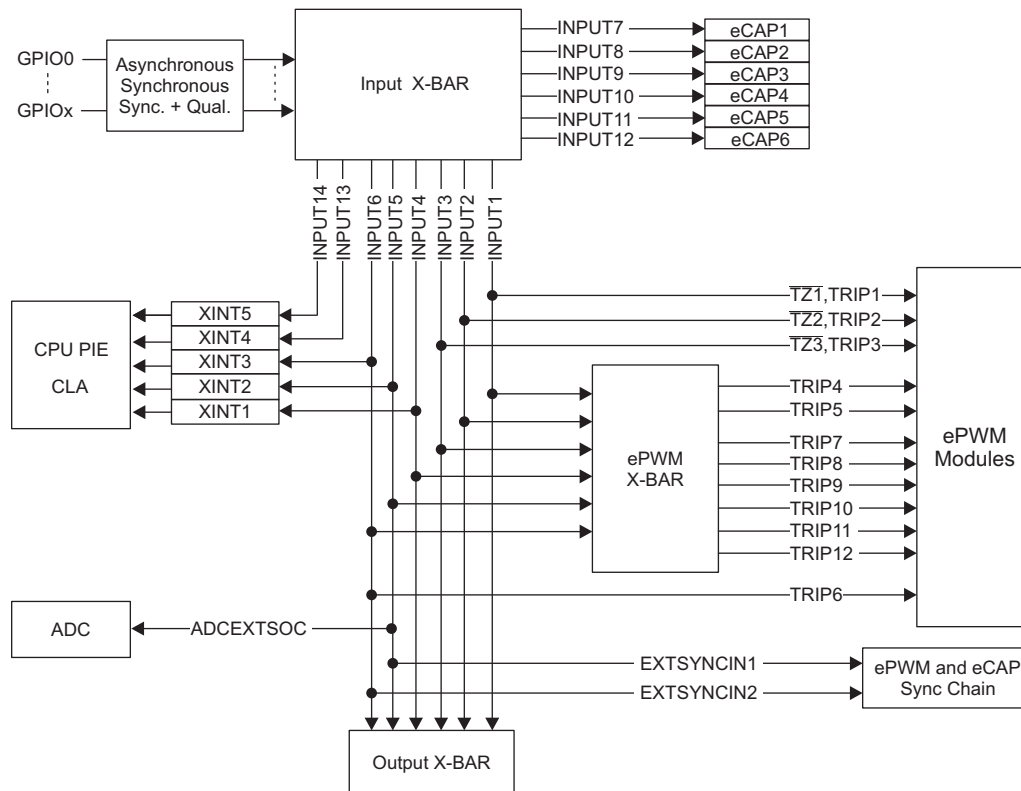 GPIO0
GPIOx
Asynchronous
Synchronous
Sync. + Qual.
Input X-BAR
INPUT7
INPUT8
INPUT9
INPUT10
INPUT11
INPUT12
eCAP1
eCAP2
eCAP3
eCAP4
eCAP5
eCAP6
INPUT14
INPUT13
INPUT6
INPUT5
INPUT4
INPUT3
INPUT2
INPUT1
CPU PIE
CLA
XINT5
XINT4
XINT3
XINT2
XINT1
TZ1,TRIP1
TZ2,TRIP2
TZ3,TRIP3
ePWM
X-BAR
TRIP4
TRIP5
TRIP7
TRIP8
TRIP9
TRIP10
TRIP11
TRIP12
TRIP6
ePWM
Modules
ADC
ADCEXTSOC
EXTSYNCIN1
EXTSYNCIN2
ePWM and eCAP
Sync Chain
Output X-BAR